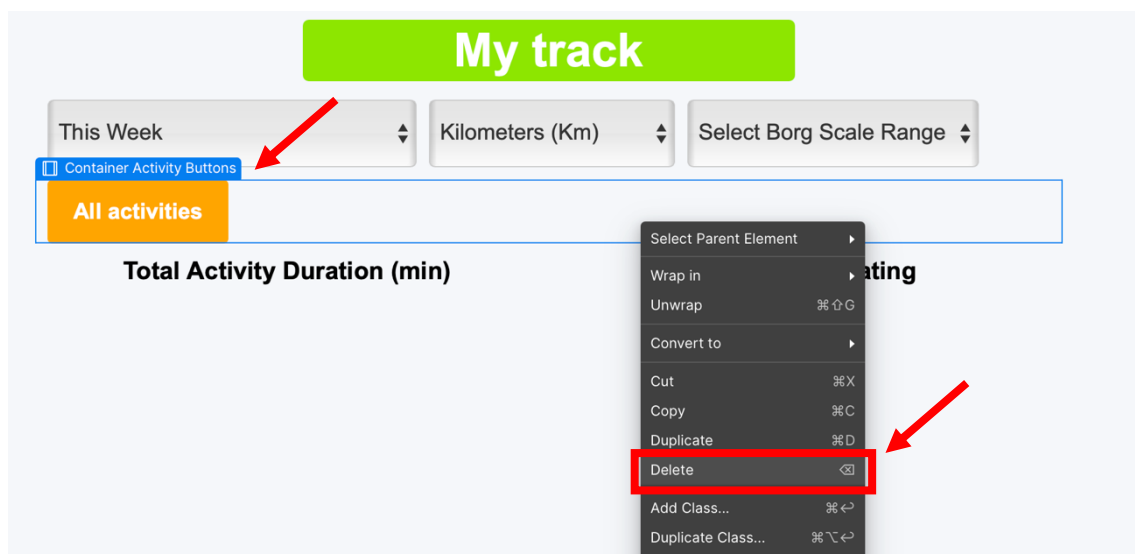 My track
This Week
Kilometers (Km)
Select Borg Scale Range
Container Activity Buttons
All activities
Total Activity Duration (min)
Select Parent Element
Wrap in
Unwrap ⌘⇧G
Convert to
Cut ⌘X
Copy ⌘C
Duplicate ⌘D
Delete ⌫
Add Class... ⌘↩
Duplicate Class... ⌘⌥↩